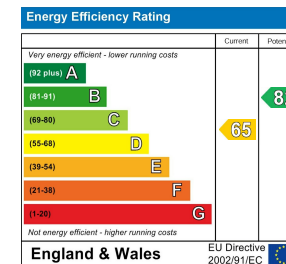 Energy Efficiency Rating
Current
Very energy efficient - lower running costs
(92 plus) A
(81-91) B
(69-80) C
(55-68) D
65
(39-54) E
(21-38) F
(1-20) G
Not energy efficient - higher running costs
England & Wales
EU Directive
2002/91/EC